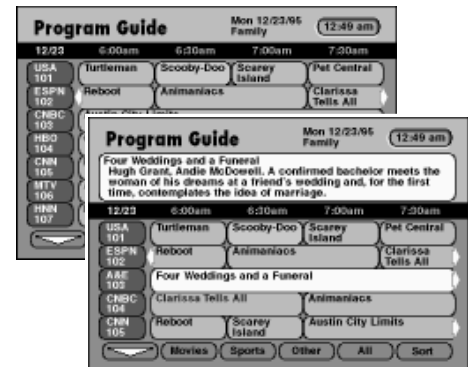 Program Guide
Mon 12/23/95
Family
12:49 am
12/23 6:00am 6:30am 7:00am 7:30am
USA
101
Turtleman
Scooby-Doo
Scarey
Island
Pet Central
ESPN
102
Reboot
Animaniacs
Clarissa
Tells All
CNBC
103
Austin City Limits
HBO
104
CNN
105
MTV
106
HNN
107
Program Guide
Mon 12/23/95
Family
12:49 am
Four Weddings and a Funeral
Hugh Grant, Andie McDowell. A confirmed bachelor meets the
woman of his dreams at a friend's wedding and, for the first
time, contemplates the idea of marriage.
12/23 6:00am 6:30am 7:00am 7:30am
USA
101
Turtleman
Scooby-Doo
Scarey
Island
Pet Central
ESPN
102
Reboot
Animaniacs
Clarissa
Tells All
A&E
103
Four Weddings and a Funeral
CNBC
104
Clarissa Tells All
Animaniacs
CNN
105
Reboot
Scarey
Island
Austin City Limits
Movies
Sports
Other
All
Sort